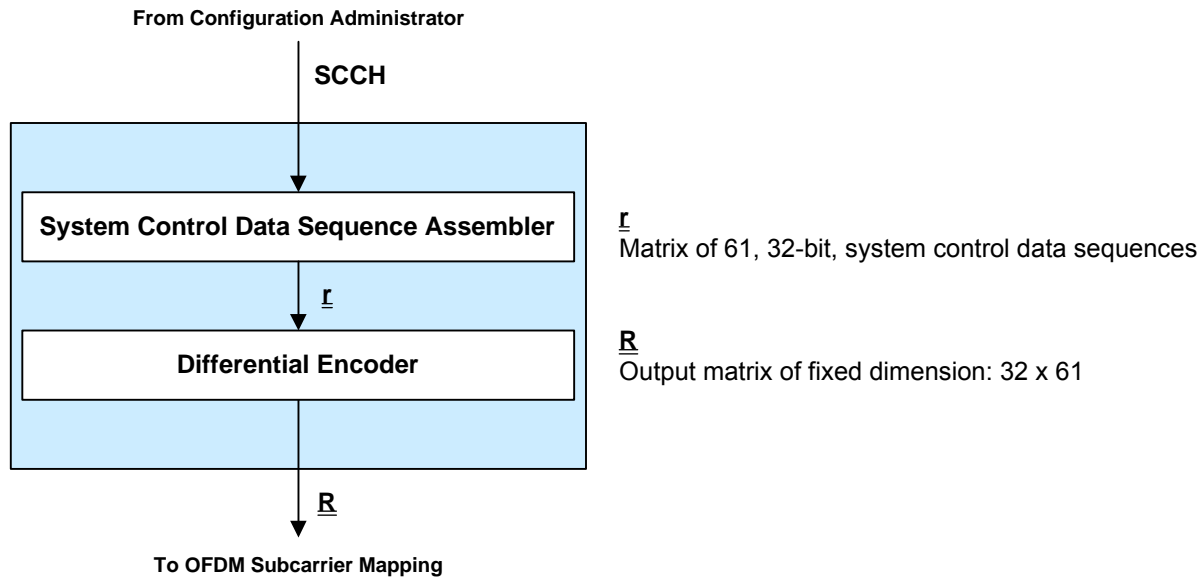 From Configuration Administrator
SCCH
System Control Data Sequence Assembler
r
Differential Encoder
R
To OFDM Subcarrier Mapping
r
Matrix of 61, 32-bit, system control data sequences
R
Output matrix of fixed dimension: 32 x 61